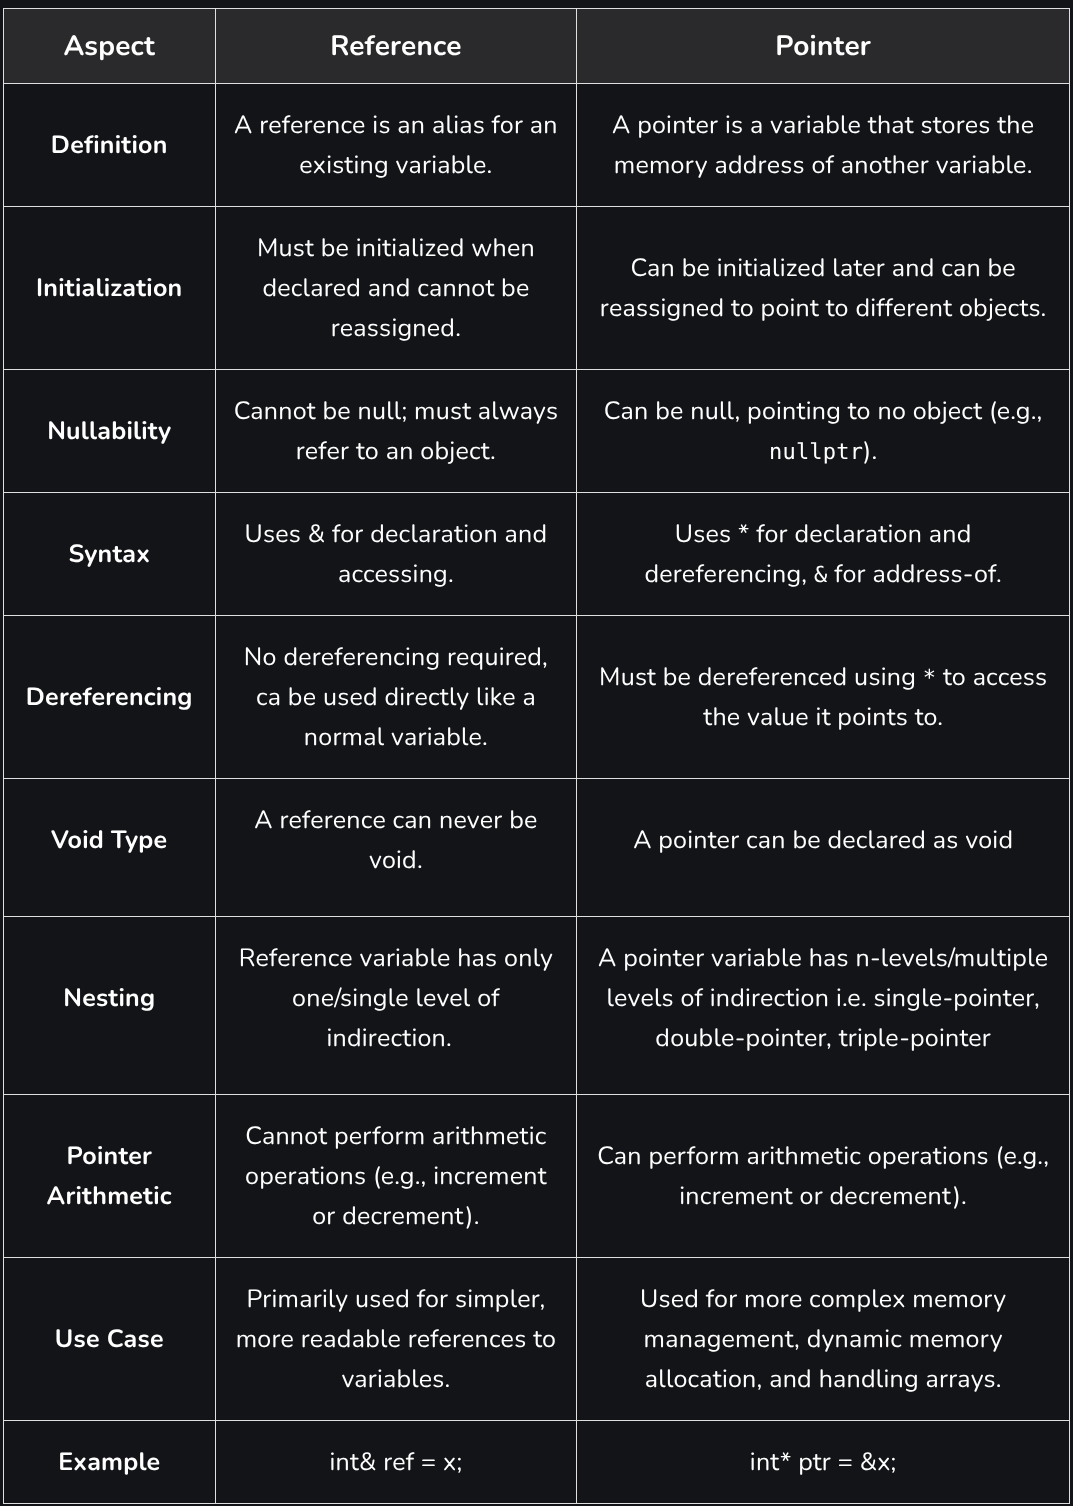 Aspect
Reference
Pointer
Definition
A reference is an alias for an
existing variable.
A pointer is a variable that stores the
memory address of another variable.
Initialization
Must be initialized when
declared and cannot be
reassigned.
Can be initialized later and can be
reassigned to point to different objects.
Nullability
Cannot be null; must always
refer to an object.
Can be null, pointing to no object (e.g.,
nullptr).
Syntax
Uses & for declaration and
accessing.
Uses * for declaration and
dereferencing, & for address-of.
Dereferencing
No dereferencing required,
ca be used directly like a
normal variable.
Must be dereferenced using * to access
the value it points to.
Void Type
A reference can never be
void.
A pointer can be declared as void
Nesting
Reference variable has only
one/single level of
indirection.
A pointer variable has n-levels/multiple
levels of indirection i.e. single-pointer,
double-pointer, triple-pointer
Pointer
Arithmetic
Cannot perform arithmetic
operations (e.g., increment
or decrement).
Can perform arithmetic operations (e.g.,
increment or decrement).
Use Case
Primarily used for simpler,
more readable references to
variables.
Used for more complex memory
management, dynamic memory
allocation, and handling arrays.
Example
int& ref = x;
int* ptr = &x;